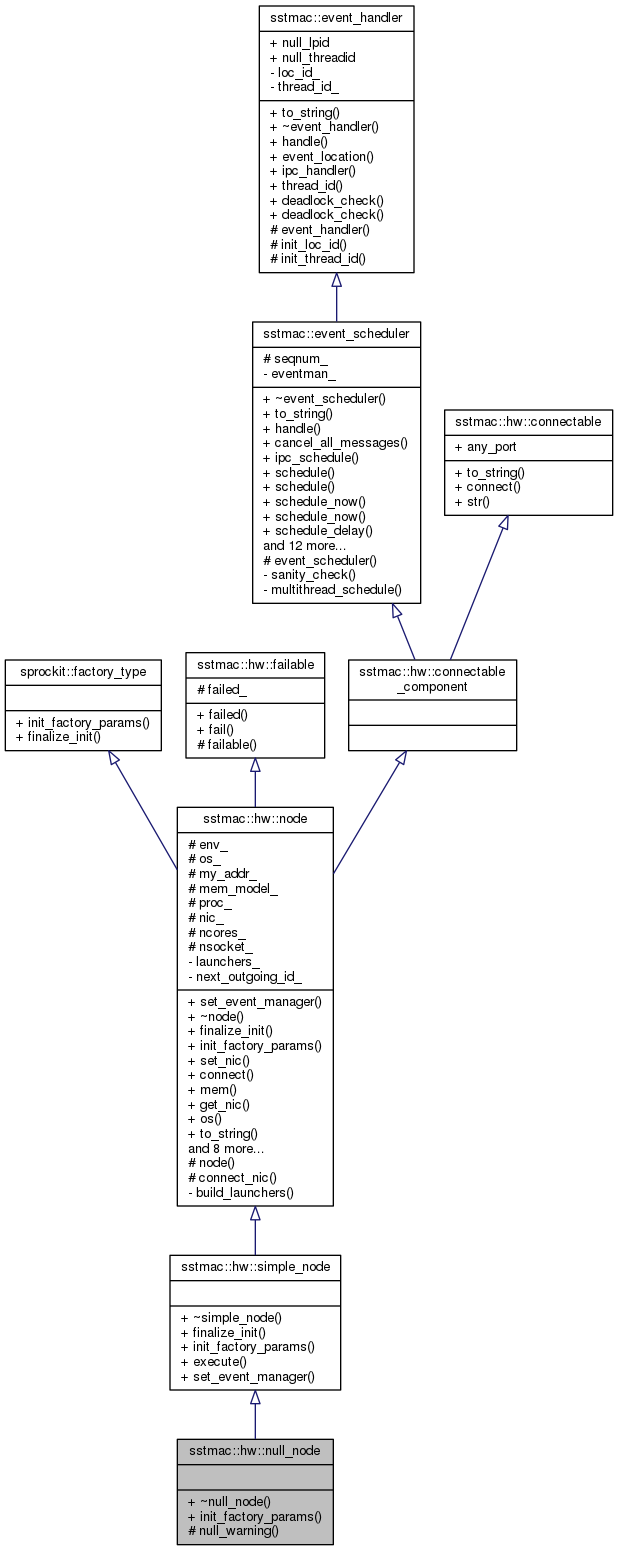 sstmac::event_handler
+ null_lpid
+ null_threadid
- loc_id_
- thread_id_
+ to_string()
+ ~event_handler()
+ handle()
+ event_location()
+ ipc_handler()
+ thread_id()
+ deadlock_check()
+ deadlock_check()
# event_handler()
# init_loc_id()
# init_thread_id()
sstmac::event_scheduler
# seqnum_
- eventman_
+ ~event_scheduler()
+ to_string()
+ handle()
+ cancel_all_messages()
+ ipc_schedule()
+ schedule()
+ schedule()
+ schedule_now()
+ schedule_now()
+ schedule_delay()
and 12 more...
# event_scheduler()
- sanity_check()
- multithread_schedule()
sstmac::hw::connectable
+ any_port
+ to_string()
+ connect()
+ str()
sprockit::factory_type
+ init_factory_params()
+ finalize_init()
sstmac::hw::failable
# failed_
+ failed()
+ fail()
# failable()
sstmac::hw::connectable
_component
sstmac::hw::node
# env_
# os_
# my_addr_
# mem_model_
# proc_
# nic_
# ncores_
# nsocket_
- launchers_
- next_outgoing_id_
+ set_event_manager()
+ ~node()
+ finalize_init()
+ init_factory_params()
+ set_nic()
+ connect()
+ mem()
+ get_nic()
+ os()
+ to_string()
and 8 more...
# node()
# connect_nic()
- build_launchers()
sstmac::hw::simple_node
+ ~simple_node()
+ finalize_init()
+ init_factory_params()
+ execute()
+ set_event_manager()
sstmac::hw::null_node
+ ~null_node()
+ init_factory_params()
# null_warning()